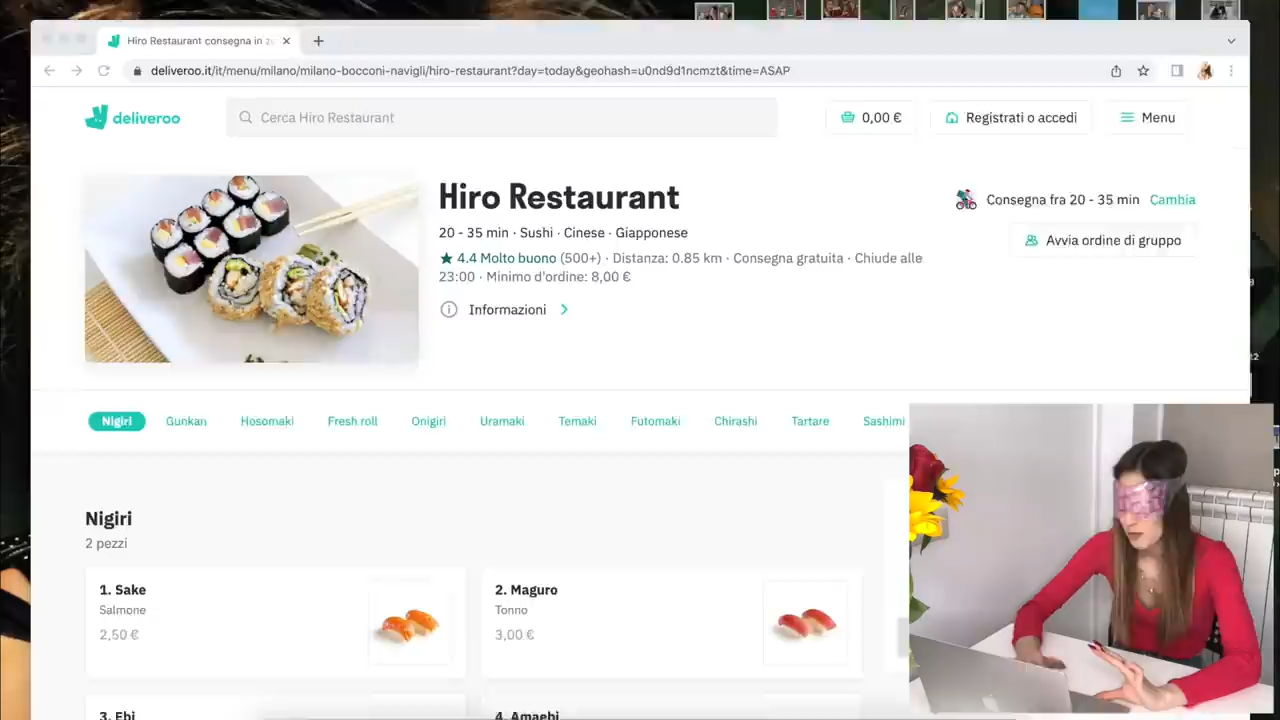 Hiro Restaurant consegna in ze
deliveroo.it/it/menu/milano/milano-bocconi-navigli/hiro-restaurant?day=today&geohash=u0nd9d1ncmzt&time=ASAP
deliveroo
Cerca Hiro Restaurant
0,00 €
Registrati o accedi
Menu
Hiro Restaurant
20 - 35 min · Sushi · Cinese · Giapponese
4.4 Molto buono (500+) · Distanza: 0.85 km · Consegna gratuita · Chiude alle
23:00 · Minimo d'ordine: 8,00 €
Informazioni
Consegna fra 20 - 35 min Cambia
Avvia ordine di gruppo
Nigiri Gunkan Hosomaki Fresh roll Onigiri Uramaki Temaki Futomaki Chirashi Tartare Sashimi
Nigiri
2 pezzi
1. Sake
Salmone
2,50 €
2. Maguro
Tonno
3,00 €
3. Ebi
4. Amaebi